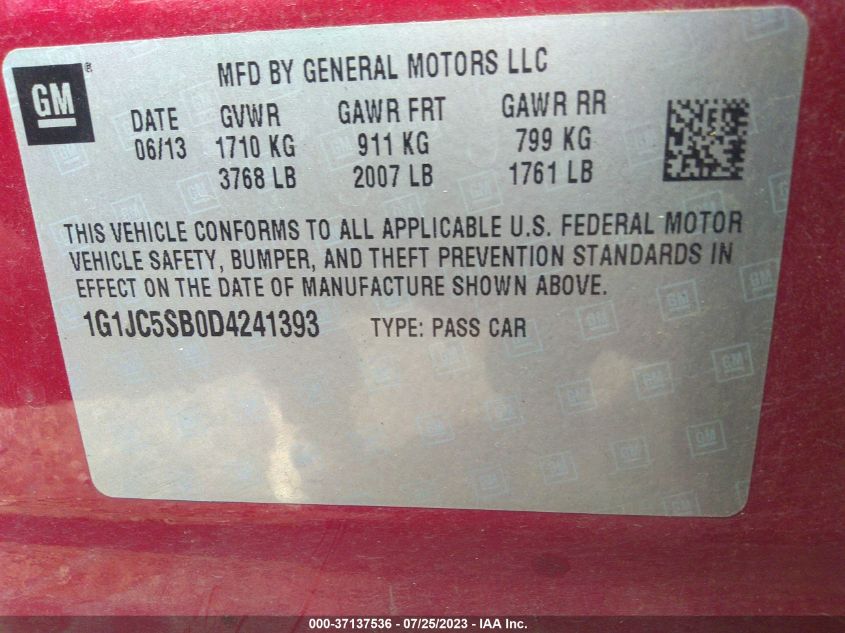 GM®
MFD BY GENERAL MOTORS LLC
DATE GVWR GAWR FRT GAWR RR
06/13 1710 KG 911 KG 799 KG
3768 LB 2007 LB 1761 LB
THIS VEHICLE CONFORMS TO ALL APPLICABLE U.S. FEDERAL MOTOR
VEHICLE SAFETY, BUMPER, AND THEFT PREVENTION STANDARDS IN
EFFECT ON THE DATE OF MANUFACTURE SHOWN ABOVE.
1G1JC5SB0D4241393 TYPE: PASS CAR
000-37137536 - 07/25/2023 - IAA Inc.